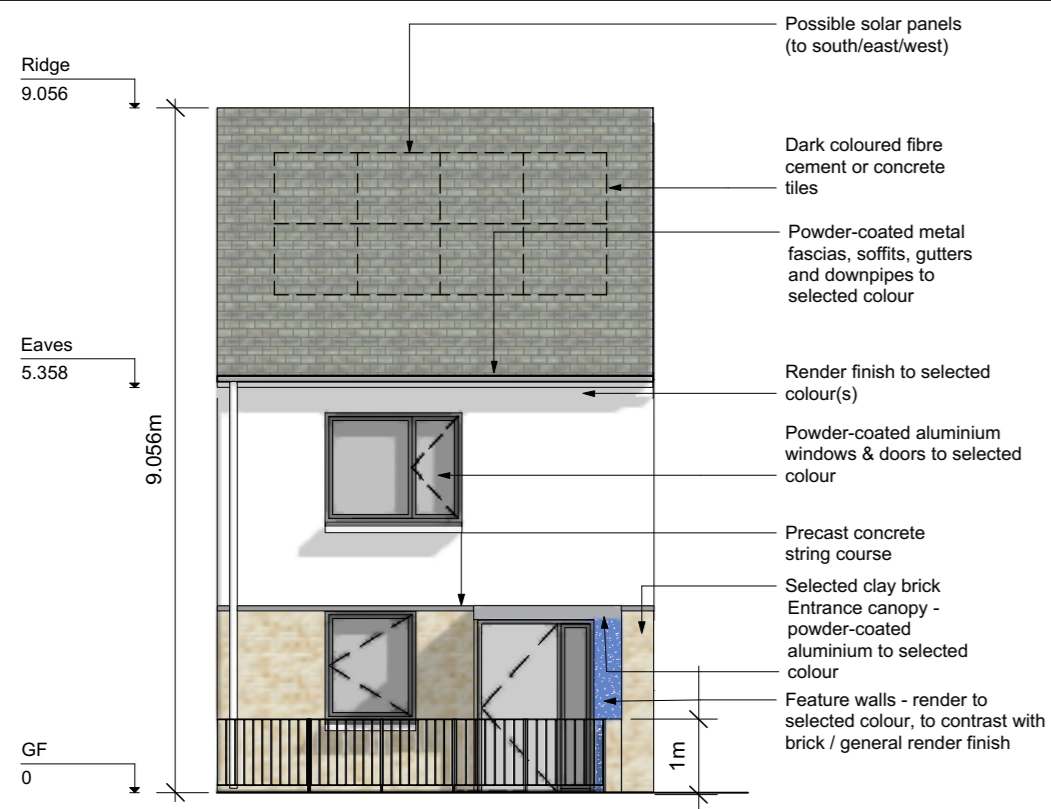 Possible solar panels
(to south/east/west)
Ridge
9.056
Dark coloured fibre
cement or concrete
tiles
Powder-coated metal
fascias, soffits, gutters
and downpipes to
selected colour
Eaves
5.358
Render finish to selected
colour(s)
9.056m
Powder-coated aluminium
windows & doors to selected
colour
Precast concrete
string course
Selected clay brick
Entrance canopy -
powder-coated
aluminium to selected
colour
Feature walls - render to
selected colour, to contrast with
brick / general render finish
1m
GF
0